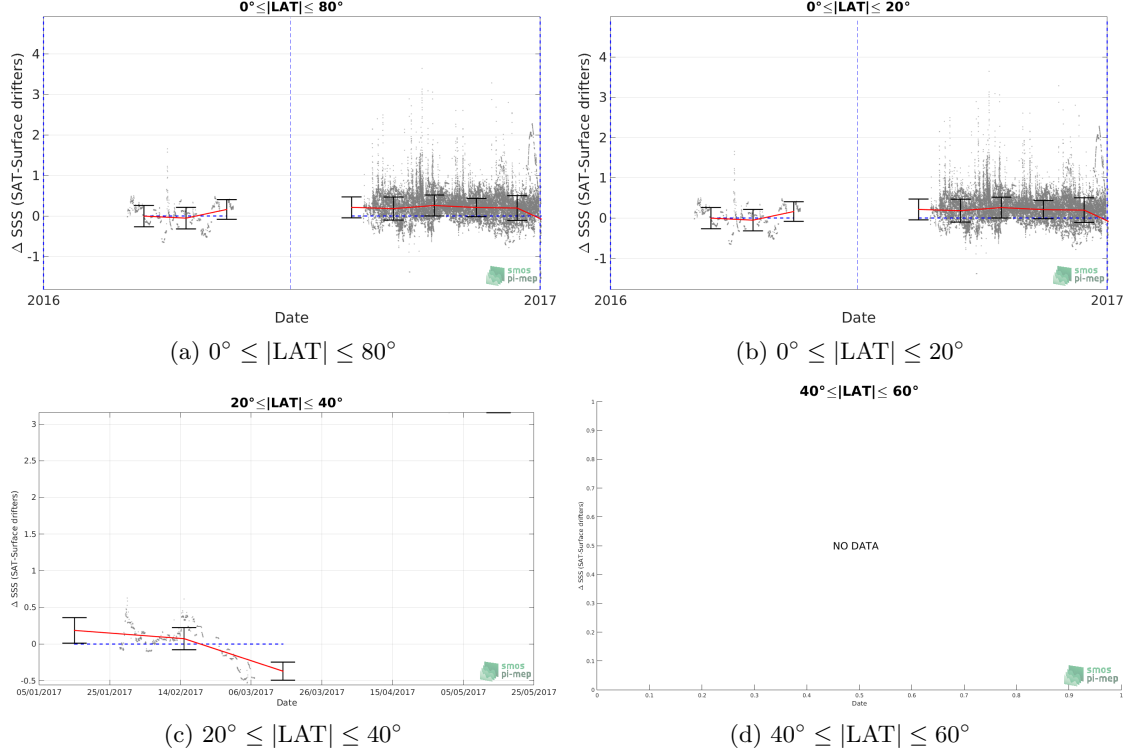 0°≤|LAT|≤ 80°
Δ SSS (SAT-Surface drifters)
4
3
2
1
0
-1
2016
2017
Date
smos
pi-mep
(a) 0° ≤ |LAT| ≤ 80°
0°≤|LAT|≤ 20°
Δ SSS (SAT-Surface drifters)
4
3
2
1
0
-1
2016
2017
Date
smos
pi-mep
(b) 0° ≤ |LAT| ≤ 20°
20°≤|LAT|≤ 40°
Δ SSS (SAT-Surface drifters)
3
2.5
2
1.5
1
0.5
0
-0.5
05/01/2017 25/01/2017 14/02/2017 06/03/2017 26/03/2017 15/04/2017 05/05/2017 25/05/2017
Date
smos
pi-mep
(c) 20° ≤ |LAT| ≤ 40°
40°≤|LAT|≤ 60°
Δ SSS (SAT-Surface drifters)
1
0.9
0.8
0.7
0.6
0.5
0.4
0.3
0.2
0.1
0
NO DATA
0 0.1 0.2 0.3 0.4 0.5 0.6 0.7 0.8 0.9 1
Date
smos
pi-mep
(d) 40° ≤ |LAT| ≤ 60°